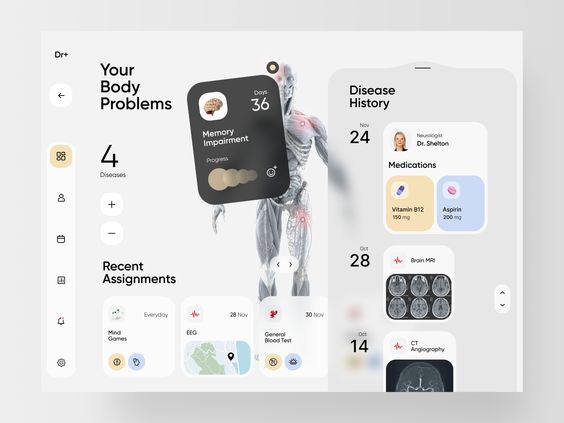 Dr+
Your
Body
Problems
4
Diseases
Days
36
Memory
Impairment
Progress
Recent
Assignments
Everyday
Mind
Games
28 Nov
EEG
30 Nov
General
Blood Test
Disease
History
Nov
24
Neurologist
Dr. Shelton
Medications
Vitamin B12
150 mg
Aspirin
200 mg
Oct
28
Brain MRI
Oct
14
CT
Angiography